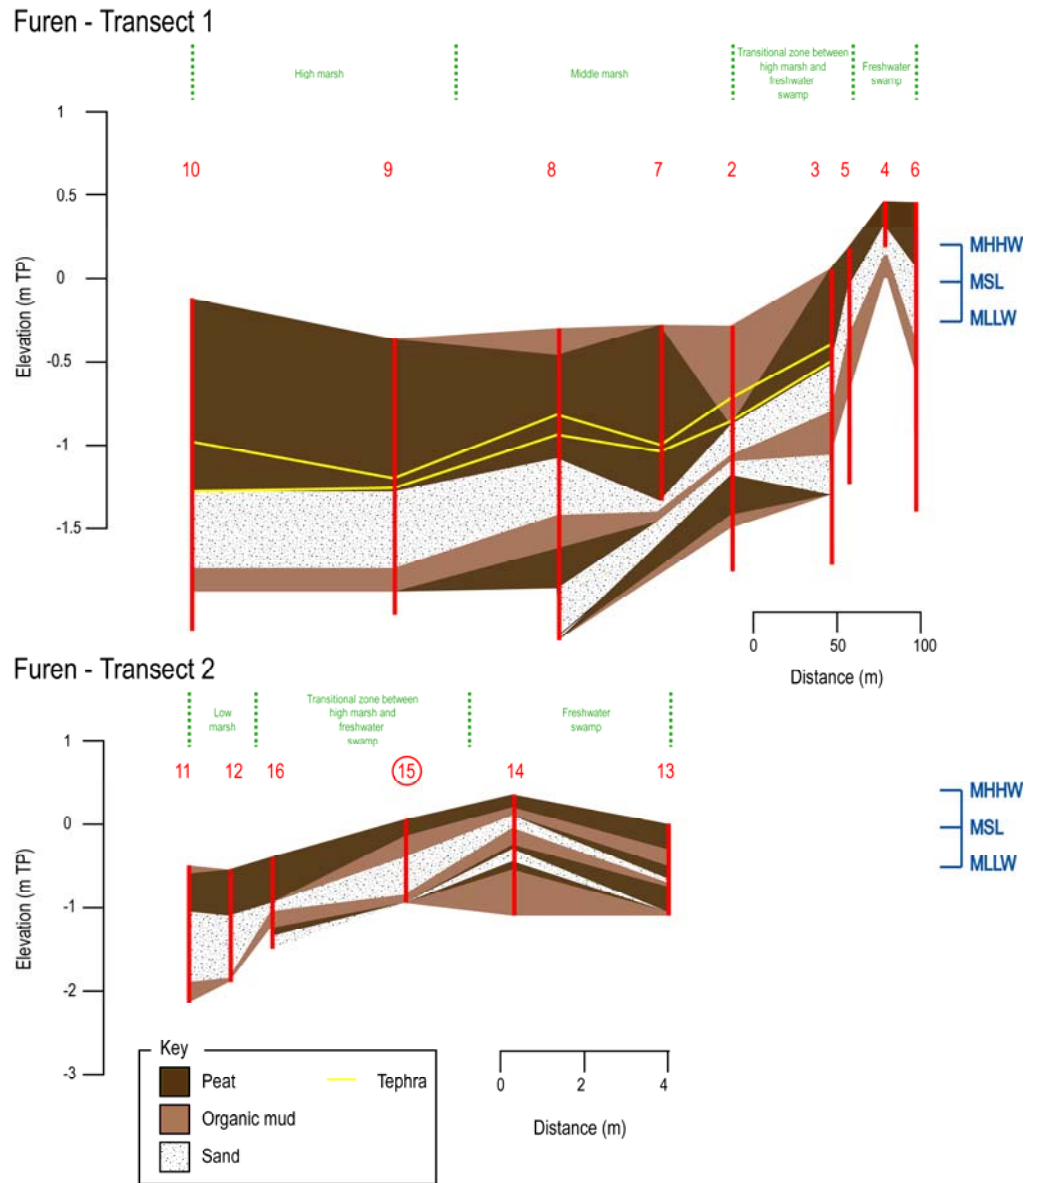 Furen - Transect 1
High marsh
Middle marsh
Transitional zone between
high marsh and
freshwater
swamp
Freshwater
swamp
10 9 8 7 2 3 5 4 6
1
0.5
0
-0.5
-1
-1.5
Elevation (m TP)
MHHW
MSL
MLLW
0 50 100
Distance (m)
Furen - Transect 2
Low
marsh
Transitional zone between
high marsh and
freshwater
swamp
Freshwater
swamp
11 12 16 15 14 13
1
0
-1
-2
-3
Elevation (m TP)
MHHW
MSL
MLLW
Key
Peat
Tephra
Organic mud
Sand
0 2 4
Distance (m)